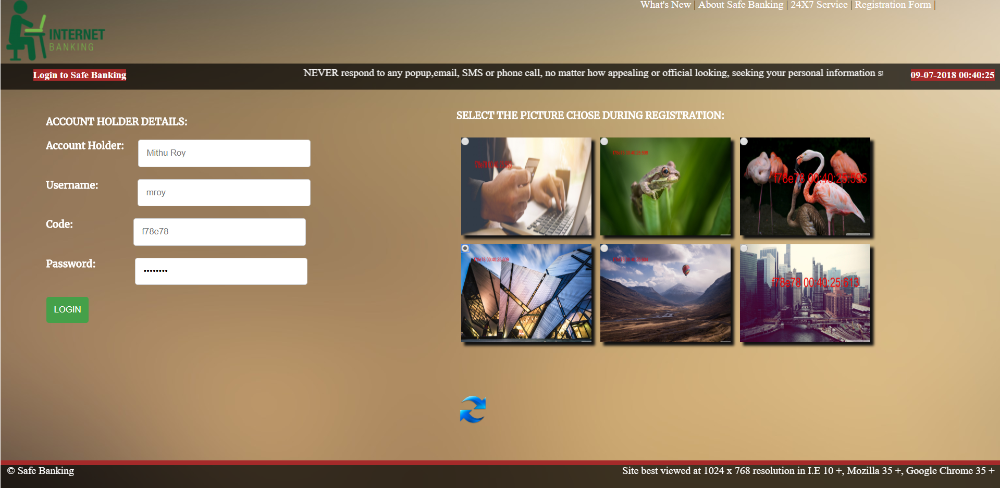 What's New | About Safe Banking | 24X7 Service | Registration Form |
INTERNET
BANKING
Login to Safe Banking
NEVER respond to any popup,email, SMS or phone call, no matter how appealing or official looking, seeking your personal information
09-07-2018 00:40:25
ACCOUNT HOLDER DETAILS:
Account Holder:
Mithu Roy
Username:
mroy
Code:
f78e78
Password:
••••••••
LOGIN
SELECT THE PICTURE CHOSE DURING REGISTRATION:
f78e78 00:40:25:595
f78e78 00:40:25:609
f78e78 00:40:25:613
© Safe Banking
Site best viewed at 1024 x 768 resolution in I.E 10 +, Mozilla 35 +, Google Chrome 35 +